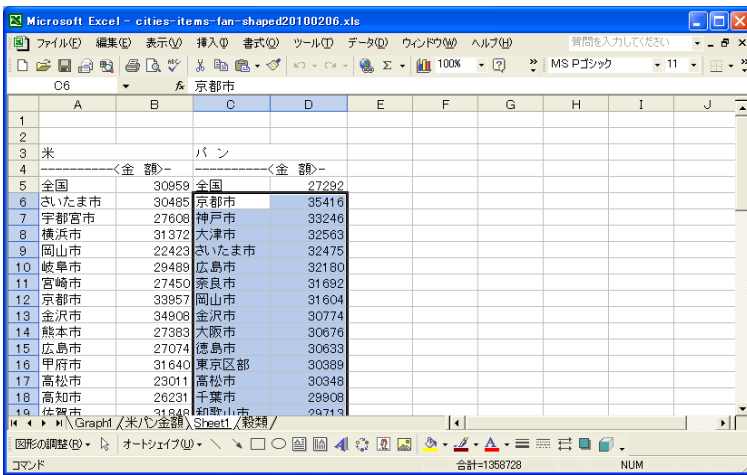 Microsoft Excel - cities-items-fan-shaped20100206.xls
ファイル(F) 編集(E) 表示(V) 挿入(I) 書式(O) ツール(T) データ(D) ウィンドウ(W) ヘルプ(H) 質問を入力してください
100% MS Pゴシック 11
C6 fx 京都市
A B C D E F G H I J
1
2
3 米 パン
4 ----------<金 額>- ----------<金 額>-
5 全国 30959 全国 27292
6 さいたま市 30485 京都市 35416
7 宇都宮市 27608 神戸市 33246
8 横浜市 31372 大津市 32563
9 岡山市 22423 さいたま市 32475
10 岐阜市 29489 広島市 32180
11 宮崎市 27450 奈良市 31692
12 京都市 33957 岡山市 31604
13 金沢市 34908 金沢市 30774
14 熊本市 27383 大阪市 30676
15 広島市 27074 徳島市 30633
16 甲府市 31640 東京区部 30389
17 高松市 23011 高松市 30348
18 高知市 26231 千葉市 29908
19 佐賀市 31848 和歌山市 29713
Graph1 米パン金額 Sheet1 穀類
図形の調整(R) オートシェイプ(U)
コマンド 合計=1358728 NUM